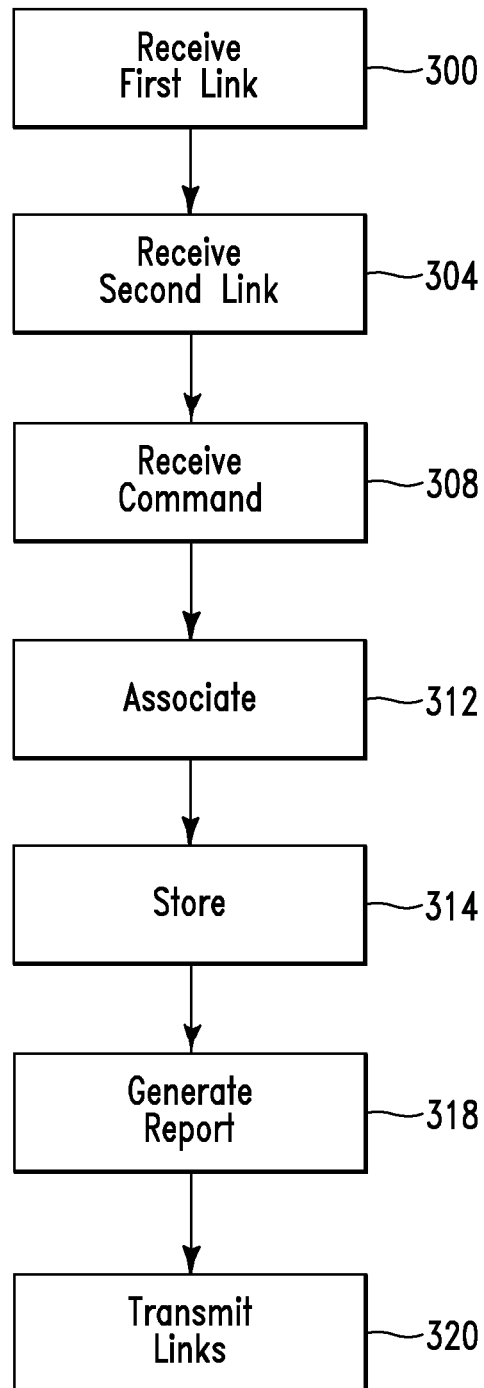 Receive
First Link
300
Receive
Second Link
304
Receive
Command
308
Associate
312
Store
314
Generate
Report
318
Transmit
Links
320